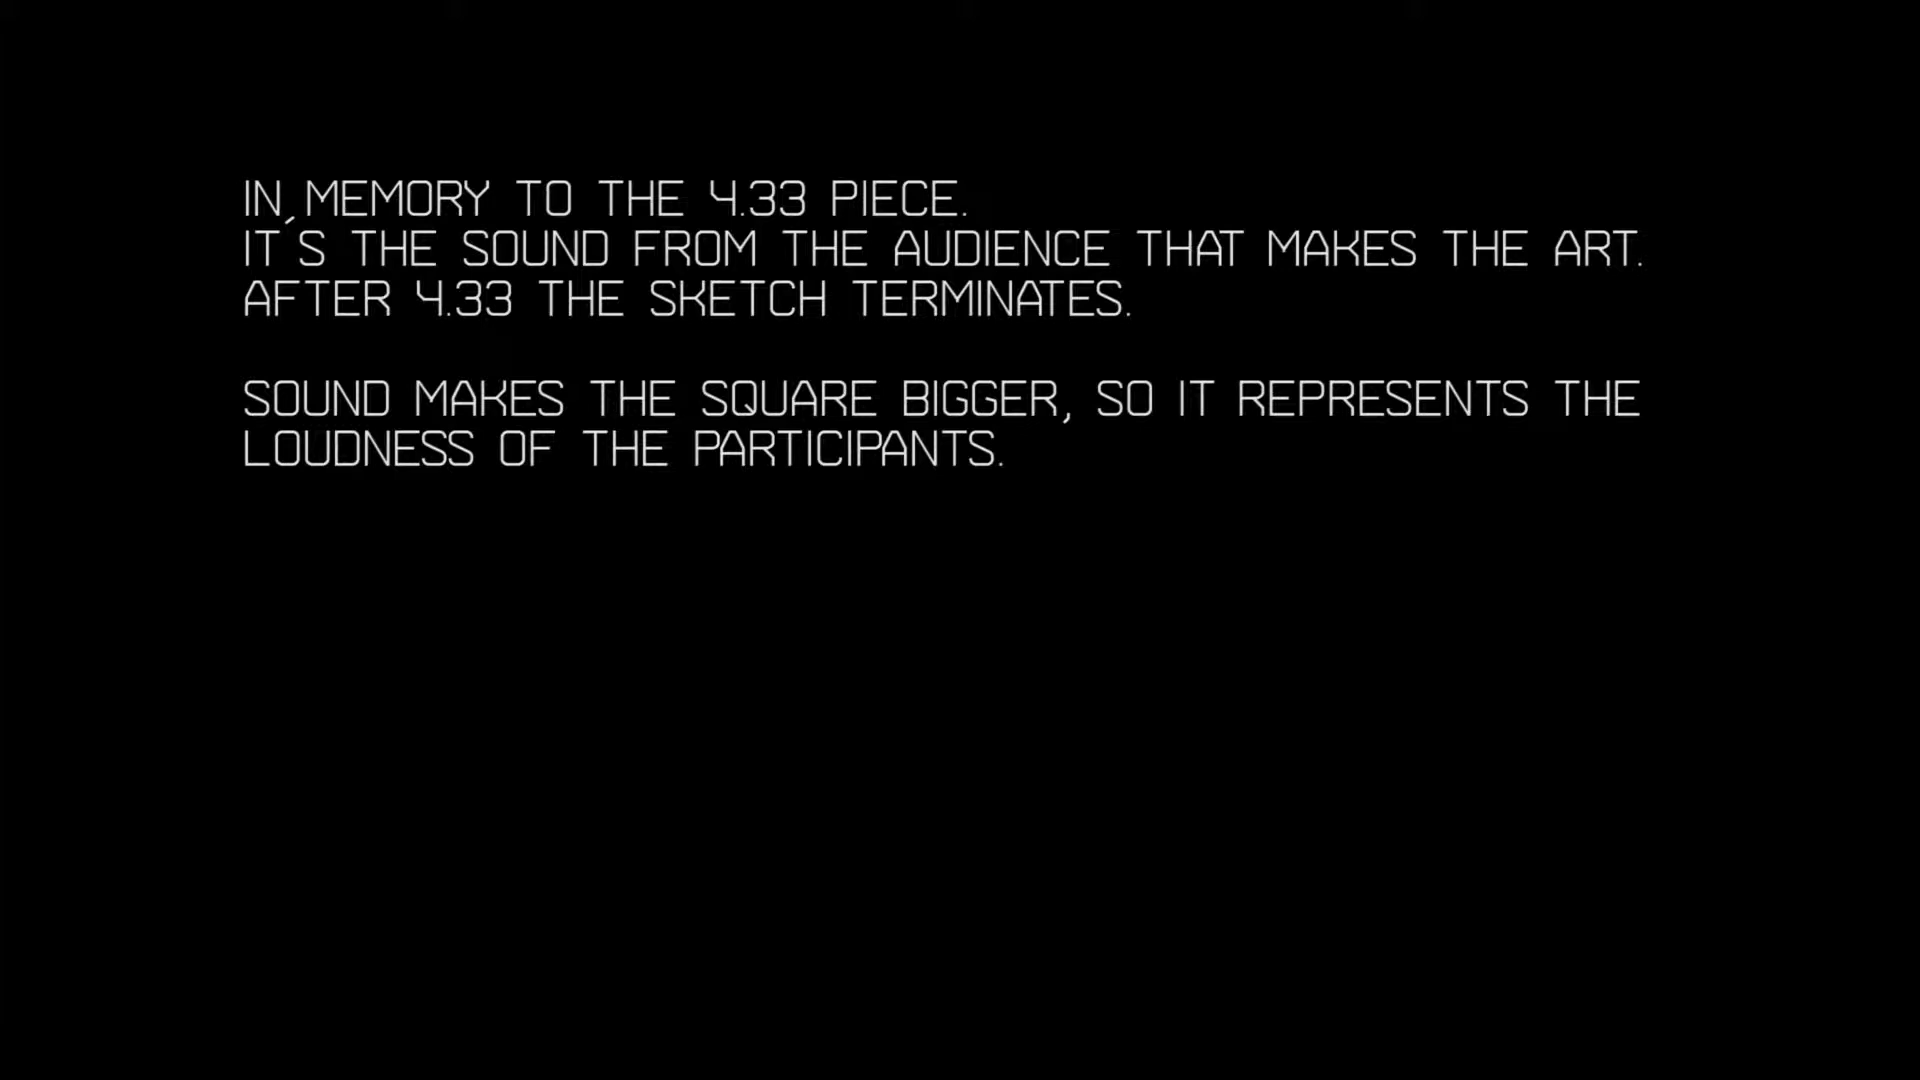 IN MEMORY TO THE 4.33 PIECE.
IT´S THE SOUND FROM THE AUDIENCE THAT MAKES THE ART.
AFTER 4.33 THE SKETCH TERMINATES.
SOUND MAKES THE SQUARE BIGGER, SO IT REPRESENTS THE
LOUDNESS OF THE PARTICIPANTS.